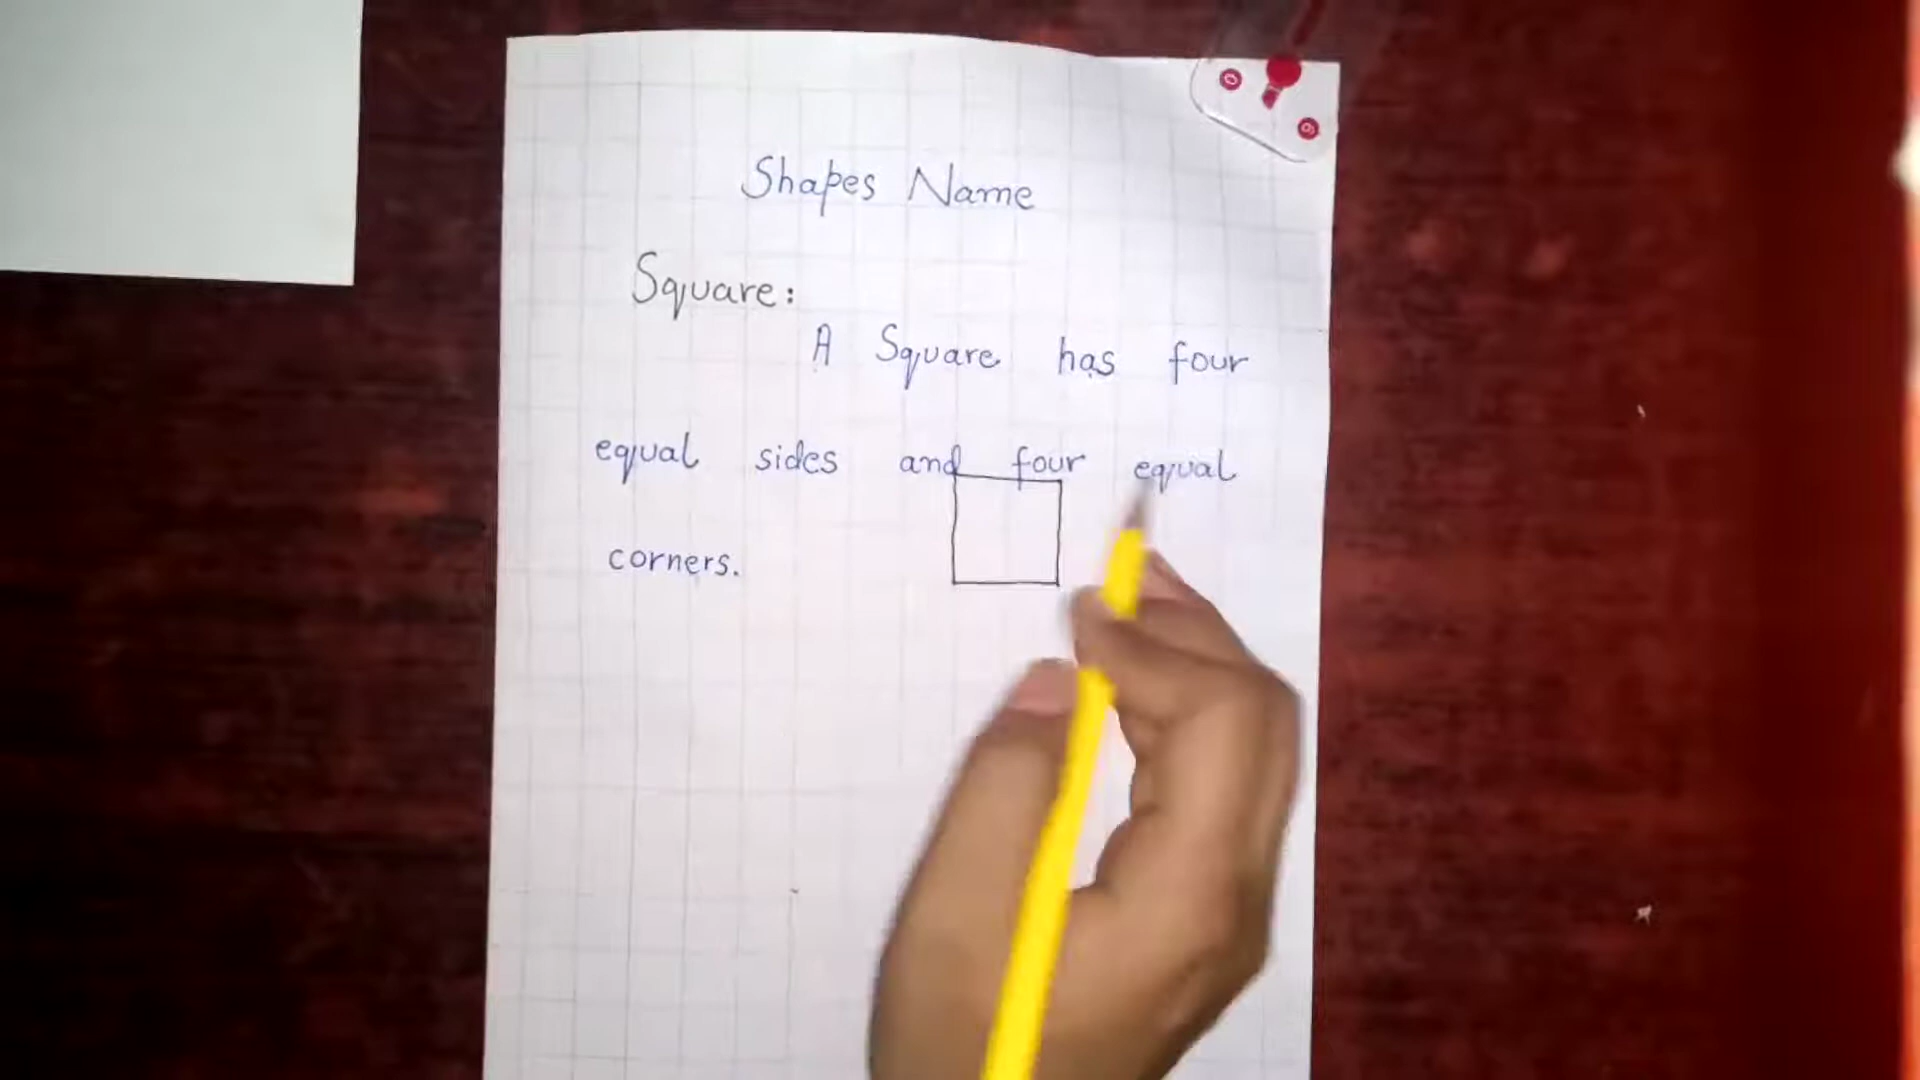 Shapes Name
Square:
A Square has four
equal sides and four equal
corners.